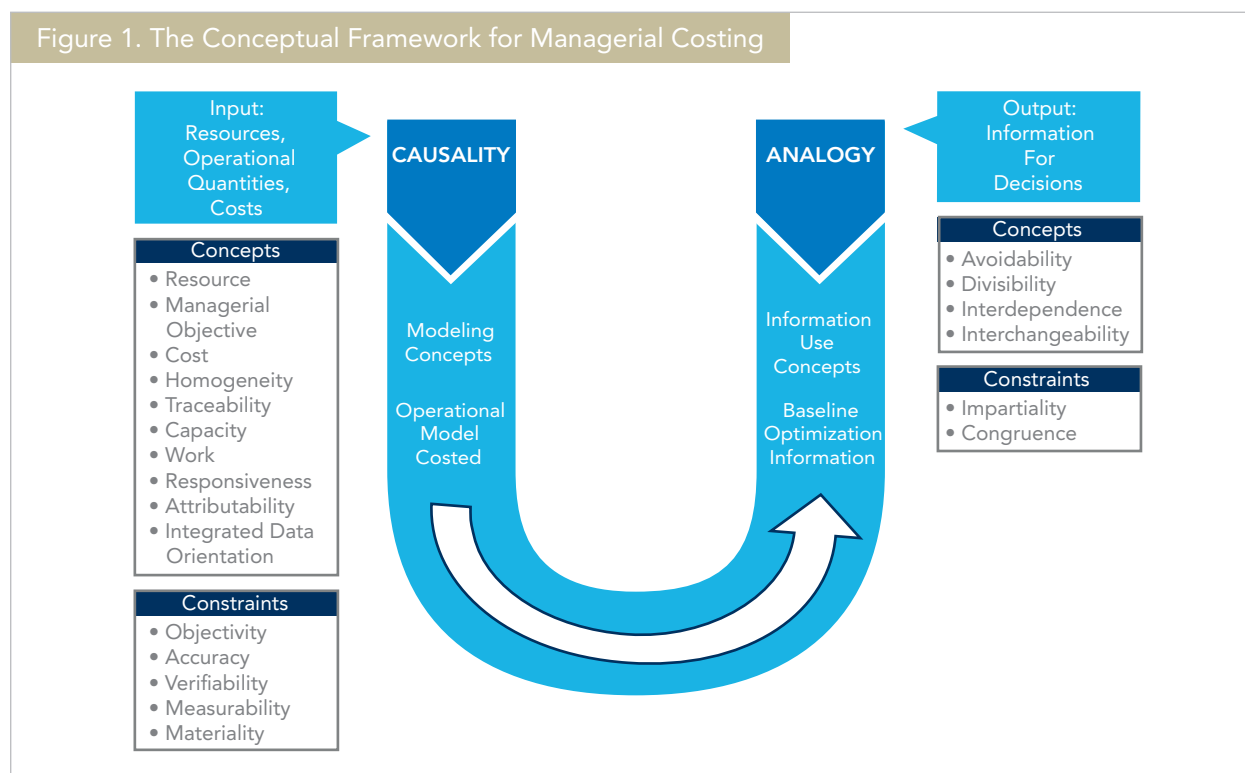 Figure 1. The Conceptual Framework for Managerial Costing
Input:
Resources,
Operational
Quantities,
Costs
Concepts
• Resource
• Managerial
Objective
• Cost
• Homogeneity
• Traceability
• Capacity
• Work
• Responsiveness
• Attributability
• Integrated Data
Orientation
Constraints
• Objectivity
• Accuracy
• Verifiability
• Measurability
• Materiality
CAUSALITY
Modeling
Concepts
Operational
Model
Costed
ANALOGY
Information
Use
Concepts
Baseline
Optimization
Information
Output:
Information
For
Decisions
Concepts
• Avoidability
• Divisibility
• Interdependence
• Interchangeability
Constraints
• Impartiality
• Congruence